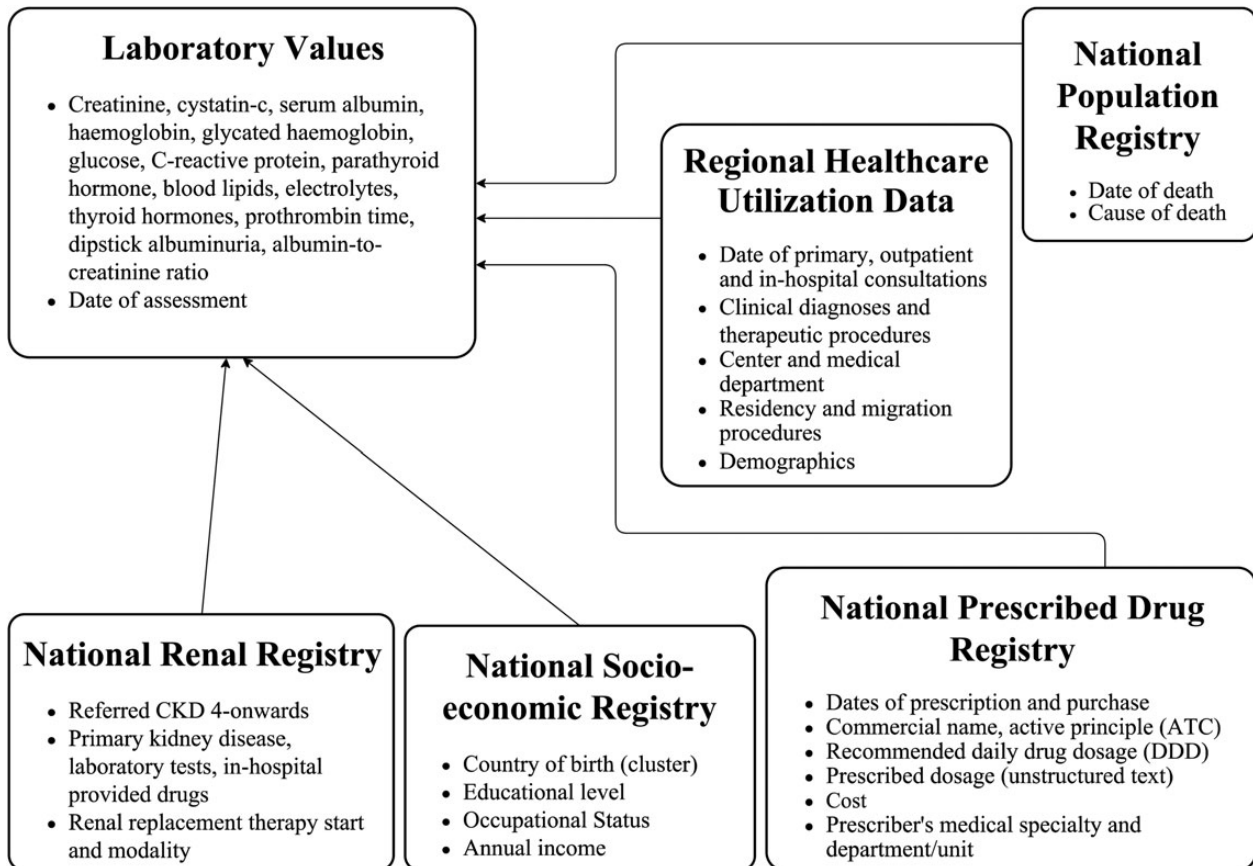 Laboratory Values
• Creatinine, cystatin-c, serum albumin,
haemoglobin, glycated haemoglobin,
glucose, C-reactive protein, parathyroid
hormone, blood lipids, electrolytes,
thyroid hormones, prothrombin time,
dipstick albuminuria, albumin-to-
creatinine ratio
• Date of assessment
National
Population
Registry
• Date of death
• Cause of death
Regional Healthcare
Utilization Data
• Date of primary, outpatient
and in-hospital consultations
• Clinical diagnoses and
therapeutic procedures
• Center and medical
department
• Residency and migration
procedures
• Demographics
National Renal Registry
• Referred CKD 4-onwards
• Primary kidney disease,
laboratory tests, in-hospital
provided drugs
• Renal replacement therapy start
and modality
National Socio-
economic Registry
• Country of birth (cluster)
• Educational level
• Occupational Status
• Annual income
National Prescribed Drug
Registry
• Dates of prescription and purchase
• Commercial name, active principle (ATC)
• Recommended daily drug dosage (DDD)
• Prescribed dosage (unstructured text)
• Cost
• Prescriber's medical specialty and
department/unit